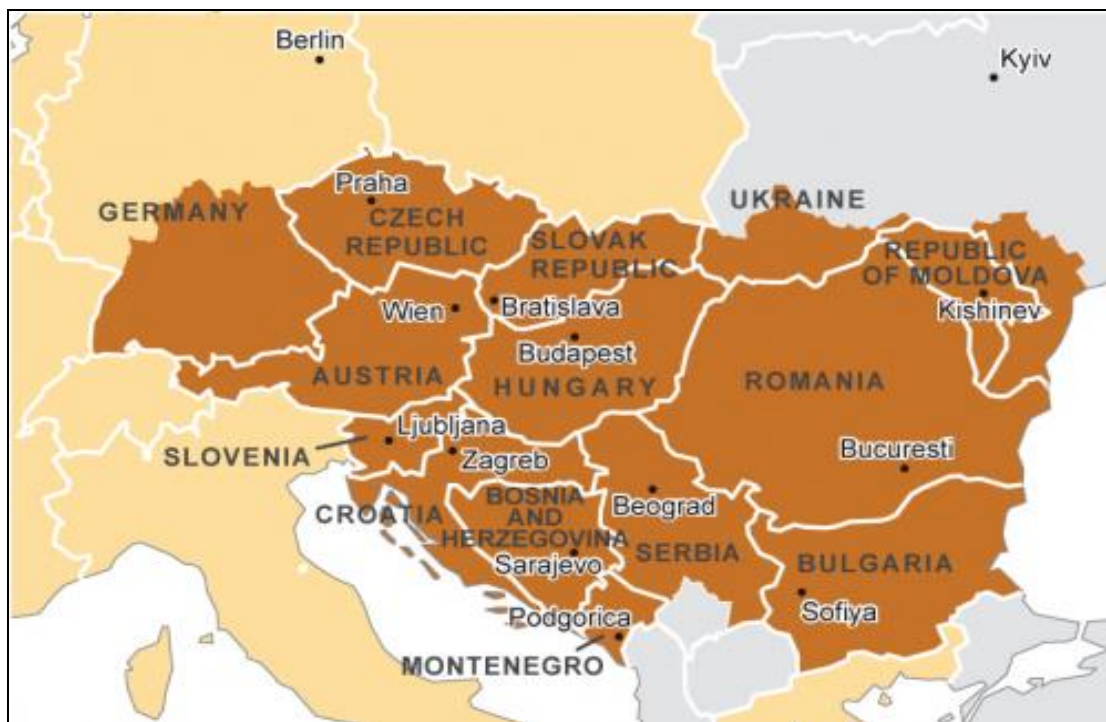 Berlin
Kyiv
Praha
GERMANY
CZECH
REPUBLIC
UKRAINE
SLOVAK
REPUBLIC
REPUBLIC
OF MOLDOVA
Kishinev
Wien
Bratislava
Budapest
AUSTRIA
HUNGARY
ROMANIA
Ljubljana
SLOVENIA
Zagreb
Bucuresti
CROATIA
BOSNIA
AND
HERZEGOVINA
Sarajevo
Beograd
SERBIA
BULGARIA
Sofiya
Podgorica
MONTENEGRO